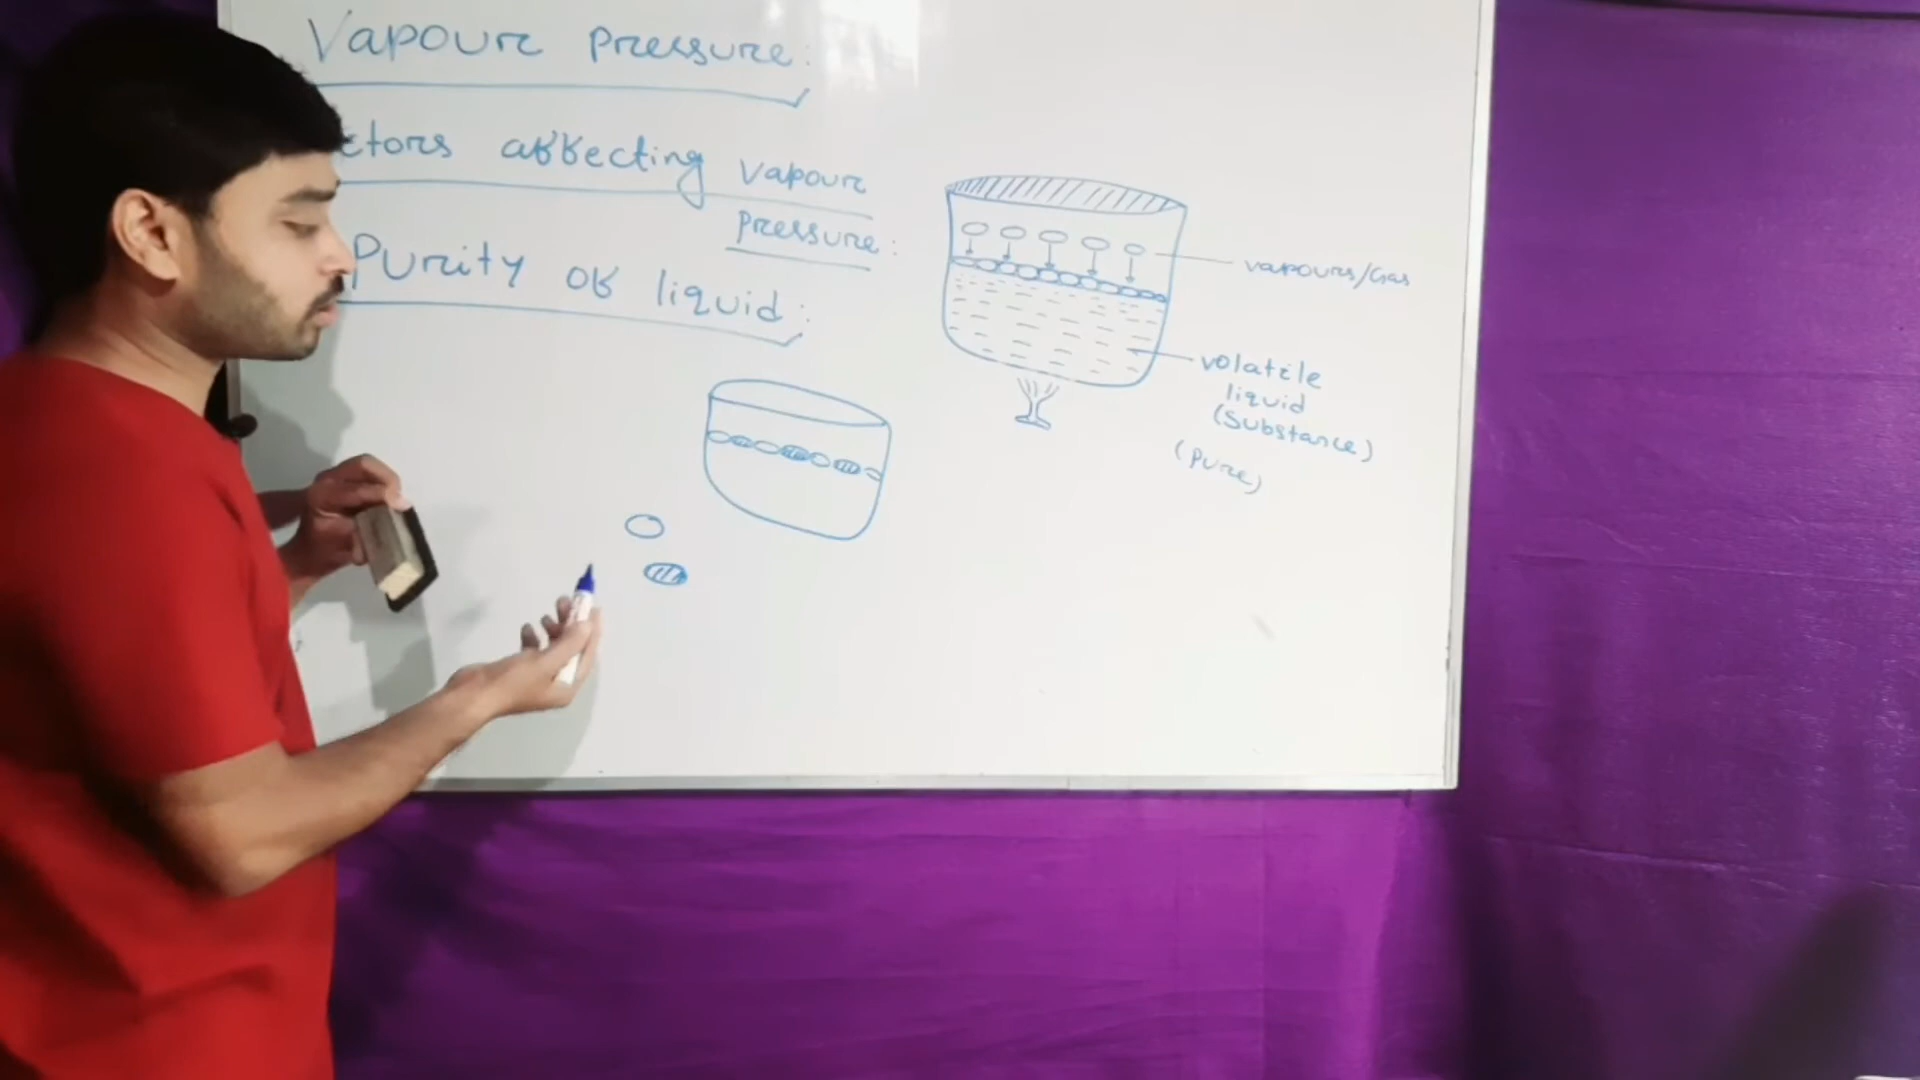 Vapour pressure:
ctors affecting vapour
pressure:
Purity of liquid:
vapours/Gas
volatile
liquid
(Substance)
(Pure)